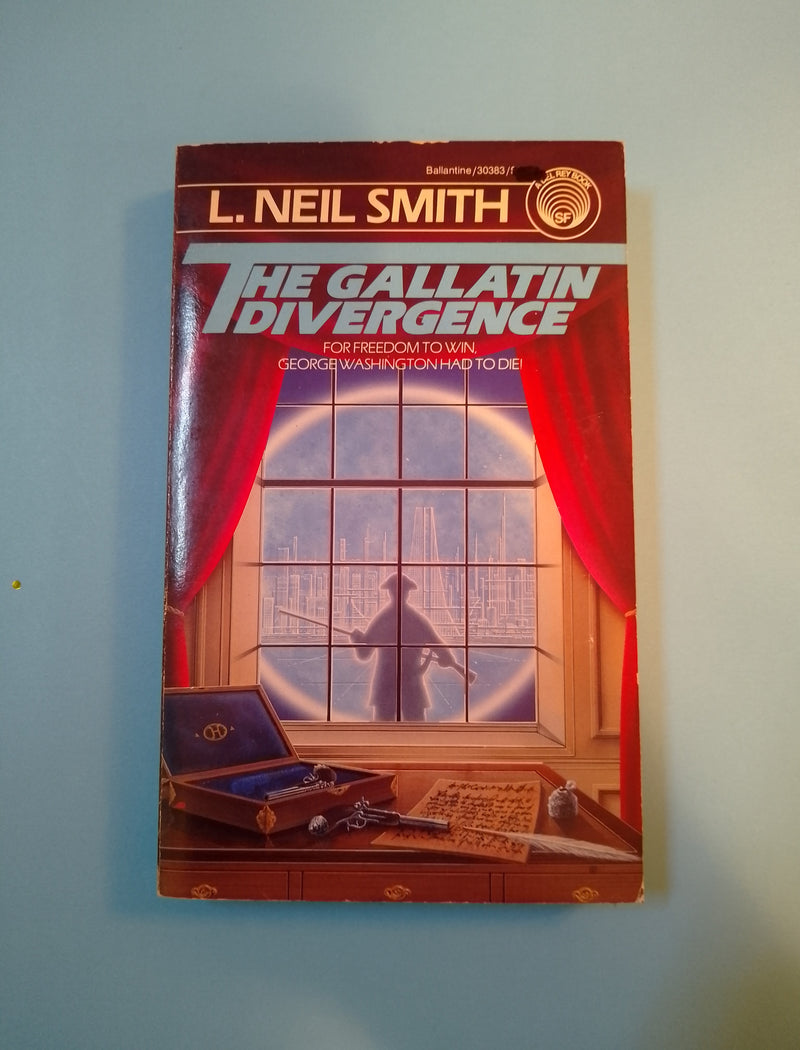 Ballantine/30383/
L. NEIL SMITH
A DEL REY BOOK
SF
THE GALLATIN
DIVERGENCE
FOR FREEDOM TO WIN,
GEORGE WASHINGTON HAD TO DIE!